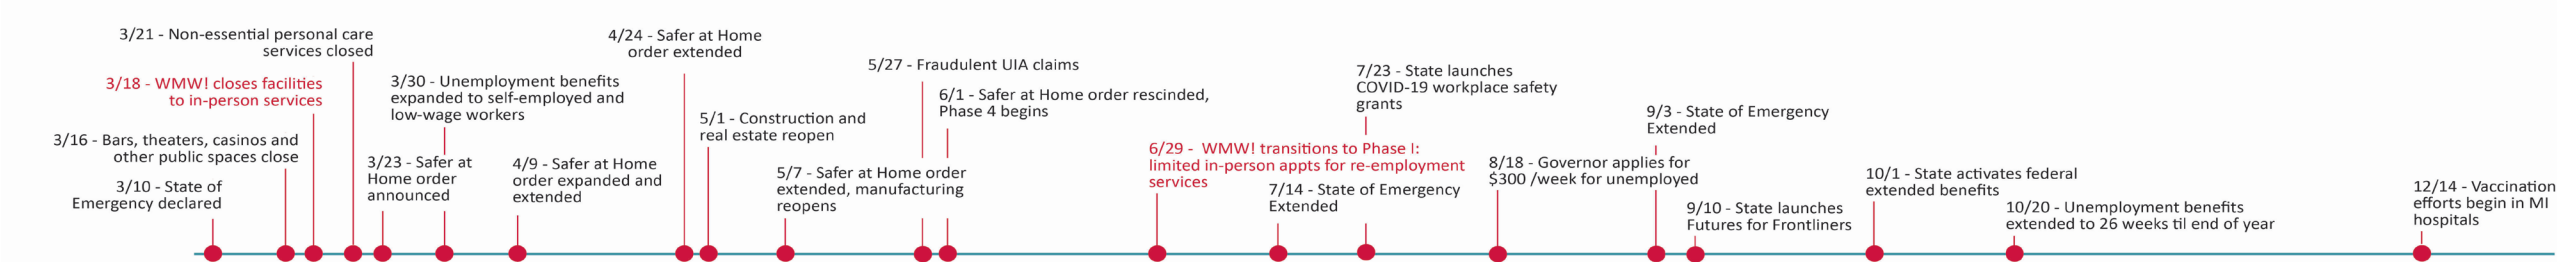 3/21 - Non-essential personal care
services closed
3/18 - WMW! closes facilities
to in-person services
3/16 - Bars, theaters, casinos and
other public spaces close
3/10 - State of
Emergency declared
3/30 - Unemployment benefits
expanded to self-employed and
low-wage workers
3/23 - Safer at
Home order
announced
4/9 - Safer at Home
order expanded and
extended
4/24 - Safer at Home
order extended
5/1 - Construction and
real estate reopen
5/7 - Safer at Home order
extended, manufacturing
reopens
5/27 - Fraudulent UIA claims
6/1 - Safer at Home order rescinded,
Phase 4 begins
6/29 - WMW! transitions to Phase I:
limited in-person appts for re-employment
services
7/14 - State of Emergency
Extended
7/23 - State launches
COVID-19 workplace safety
grants
8/18 - Governor applies for
$300 /week for unemployed
9/3 - State of Emergency
Extended
9/10 - State launches
Futures for Frontliners
10/1 - State activates federal
extended benefits
10/20 - Unemployment benefits
extended to 26 weeks til end of year
12/14 - Vaccination
efforts begin in MI
hospitals